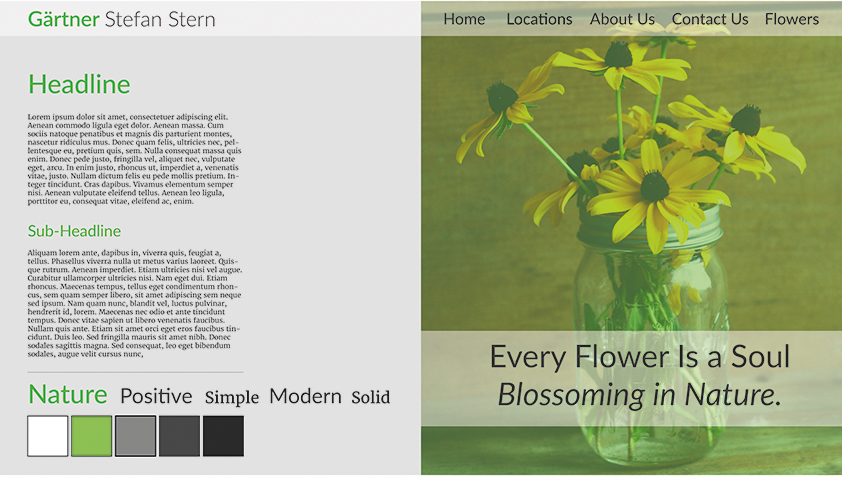 Gärtner Stefan Stern
Home Locations About Us Contact Us Flowers
Headline
Lorem ipsum dolor sit amet, consectetuer adipiscing elit.
Aenean commodo ligula eget dolor. Aenean massa. Cum
sociis natoque penatibus et magnis dis parturient montes,
nascetur ridiculus mus. Donec quam felis, ultricies nec, pel-
lentesque eu, pretium quis, sem. Nulla consequat massa quis
enim. Donec pede justo, fringilla vel, aliquet nec, vulputate
eget, arcu. In enim justo, rhoncus ut, imperdiet a, venenatis
vitae, justo. Nullam dictum felis eu pede mollis pretium. In-
teger tincidunt. Cras dapibus. Vivamus elementum semper
nisi. Aenean vulputate eleifend tellus. Aenean leo ligula,
porttitor eu, consequat vitae, eleifend ac, enim.
Sub-Headline
Aliquam lorem ante, dapibus in, viverra quis, feugiat a,
tellus. Phasellus viverra nulla ut metus varius laoreet. Quis-
que rutrum. Aenean imperdiet. Etiam ultricies nisi vel augue.
Curabitur ullamcorper ultricies nisi. Nam eget dui. Etiam
rhoncus. Maecenas tempus, tellus eget condimentum rhon-
cus, sem quam semper libero, sit amet adipiscing sem neque
sed ipsum. Nam quam nunc, blandit vel, luctus pulvinar,
hendrerit id, lorem. Maecenas nec odio et ante tincidunt
tempus. Donec vitae sapien ut libero venenatis faucibus.
Nullam quis ante. Etiam sit amet orci eget eros faucibus tin-
cidunt. Duis leo. Sed fringilla mauris sit amet nibh. Donec
sodales sagittis magna. Sed consequat, leo eget bibendum
sodales, augue velit cursus nunc,
Nature Positive Simple Modern Solid
Every Flower Is a Soul
Blossoming in Nature.